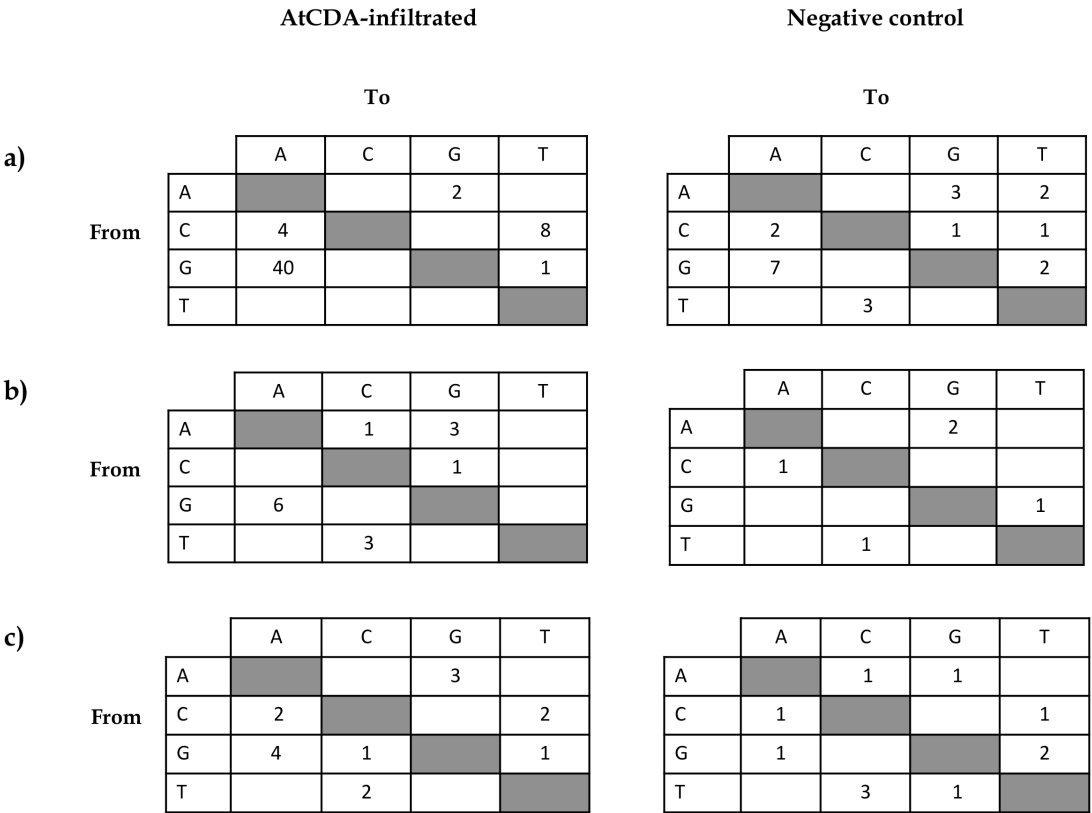 AtCDA-infiltrated Negative control
To To
a) A C G T A C G T
A 2 A 3 2
From C 4 8 C 2 1 1
G 40 1 G 7 2
T T 3
b) A C G T A C G T
A 1 3 A 2
From C 1 C 1
G 6 G 1
T 3 T 1
c) A C G T A C G T
A 3 A 1 1
From C 2 2 C 1 1
G 4 1 1 G 1 2
T 2 T 3 1